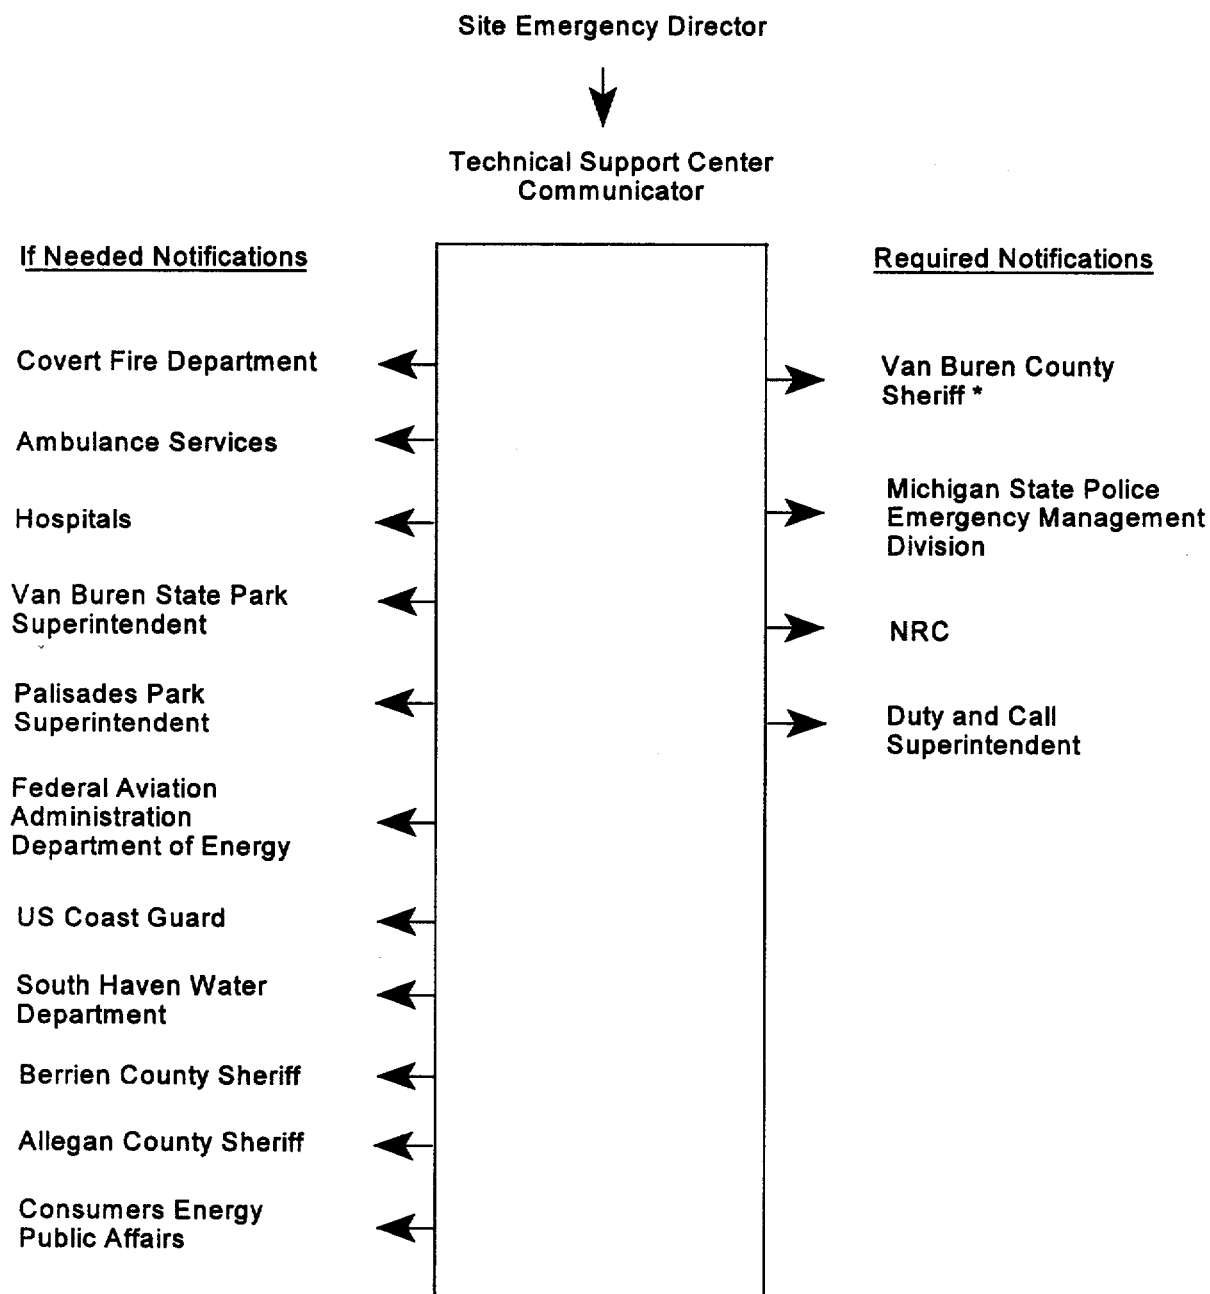 Site Emergency Director
Technical Support Center
Communicator
If Needed Notifications
Covert Fire Department
Ambulance Services
Hospitals
Van Buren State Park
Superintendent
Palisades Park
Superintendent
Federal Aviation
Administration
Department of Energy
US Coast Guard
South Haven Water
Department
Berrien County Sheriff
Allegan County Sheriff
Consumers Energy
Public Affairs
Required Notifications
Van Buren County
Sheriff *
Michigan State Police
Emergency Management
Division
NRC
Duty and Call
Superintendent